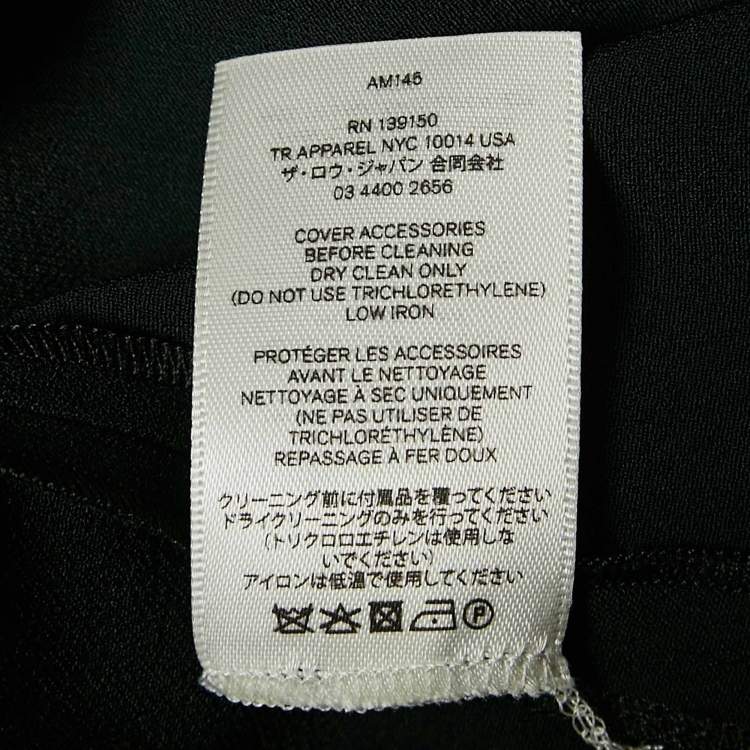 AM145
RN 139150
TR APPAREL NYC 10014 USA
ザ・ロウ・ジャパン 合同会社
03 4400 2656
COVER ACCESSORIES
BEFORE CLEANING
DRY CLEAN ONLY
(DO NOT USE TRICHLORETHYLENE)
LOW IRON
PROTÉGER LES ACCESSOIRES
AVANT LE NETTOYAGE
NETTOYAGE À SEC UNIQUEMENT
(NE PAS UTILISER DE
TRICHLORÉTHYLÈNE)
REPASSAGE À FER DOUX
クリーニング前に付属品を覆ってください
ドライクリーニングのみを行ってください
(トリクロロエチレンは使用しな
いでください)
アイロンは低温で使用してください
P